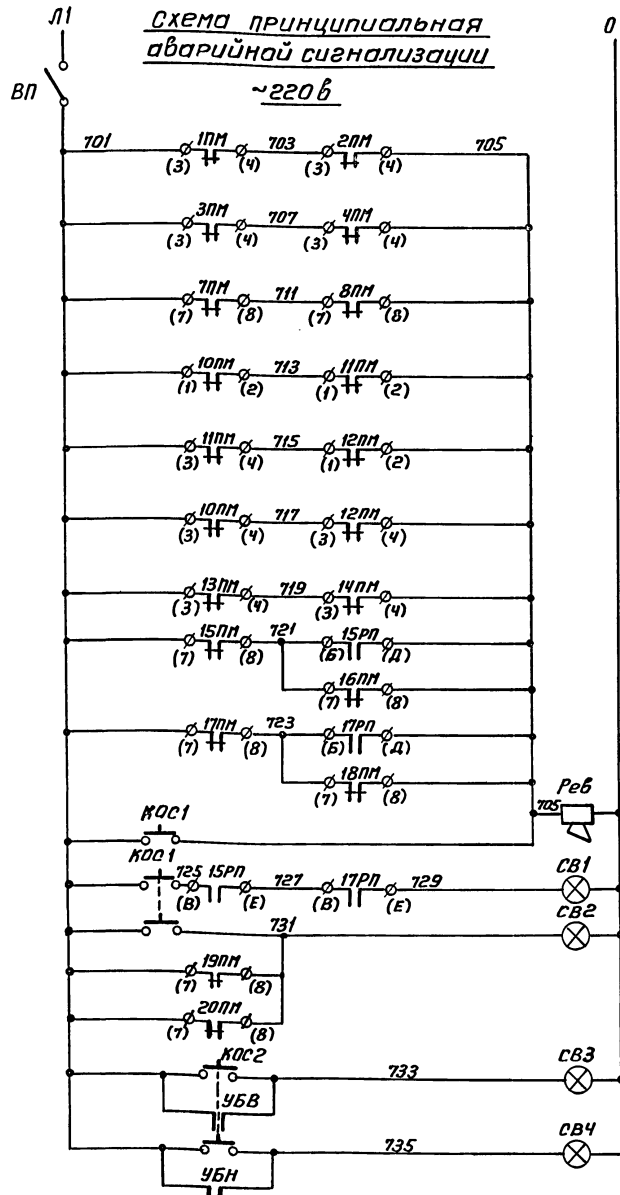 Л1
Схема принципиальная
аварийной сигнализации
~220в
0
ВП
701 1ПМ 703 2ПМ 705
(3) (4) (3) (4)
3ПМ 707 4ПМ
(3) (4) (3) (4)
7ПМ 711 8ПМ
(7) (8) (7) (8)
10ПМ 713 11ПМ
(1) (2) (1) (2)
11ПМ 715 12ПМ
(3) (4) (1) (2)
10ПМ 717 12ПМ
(3) (4) (3) (4)
13ПМ 719 14ПМ
(3) (4) (3) (4)
15ПМ 721 15РП
(7) (8) (Б) (Д)
16ПМ
(7) (8)
17ПМ 723 17РП
(7) (8) (Б) (Д)
18ПМ
(7) (8)
705 Рев
КОС1
КОС1
725 15РП 727 17РП 729 СВ1
(В) (Е) (В) (Е)
731 СВ2
19ПМ
(7) (8)
20ПМ
(7) (8)
КОС2
733 СВ3
УБВ
735 СВ4
УБН